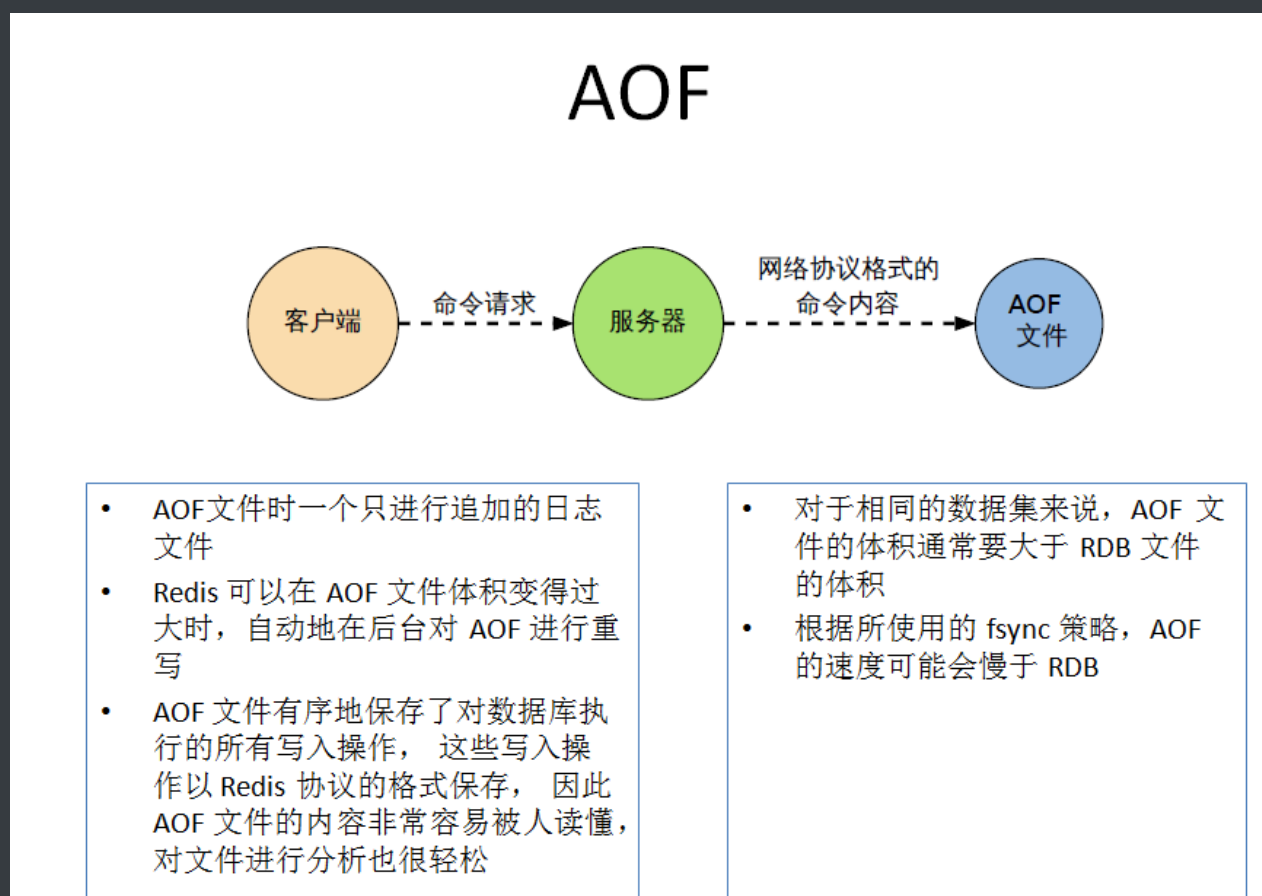 AOF
客户端
命令请求
服务器
网络协议格式的
命令内容
AOF
文件
• AOF文件时一个只进行追加的日志
文件
• Redis 可以在 AOF 文件体积变得过
大时，自动地在后台对 AOF 进行重
写
• AOF 文件有序地保存了对数据库执
行的所有写入操作， 这些写入操
作以 Redis 协议的格式保存， 因此
AOF 文件的内容非常容易被人读懂，
对文件进行分析也很轻松
• 对于相同的数据集来说，AOF 文
件的体积通常要大于 RDB 文件
的体积
• 根据所使用的 fsync 策略，AOF
的速度可能会慢于 RDB